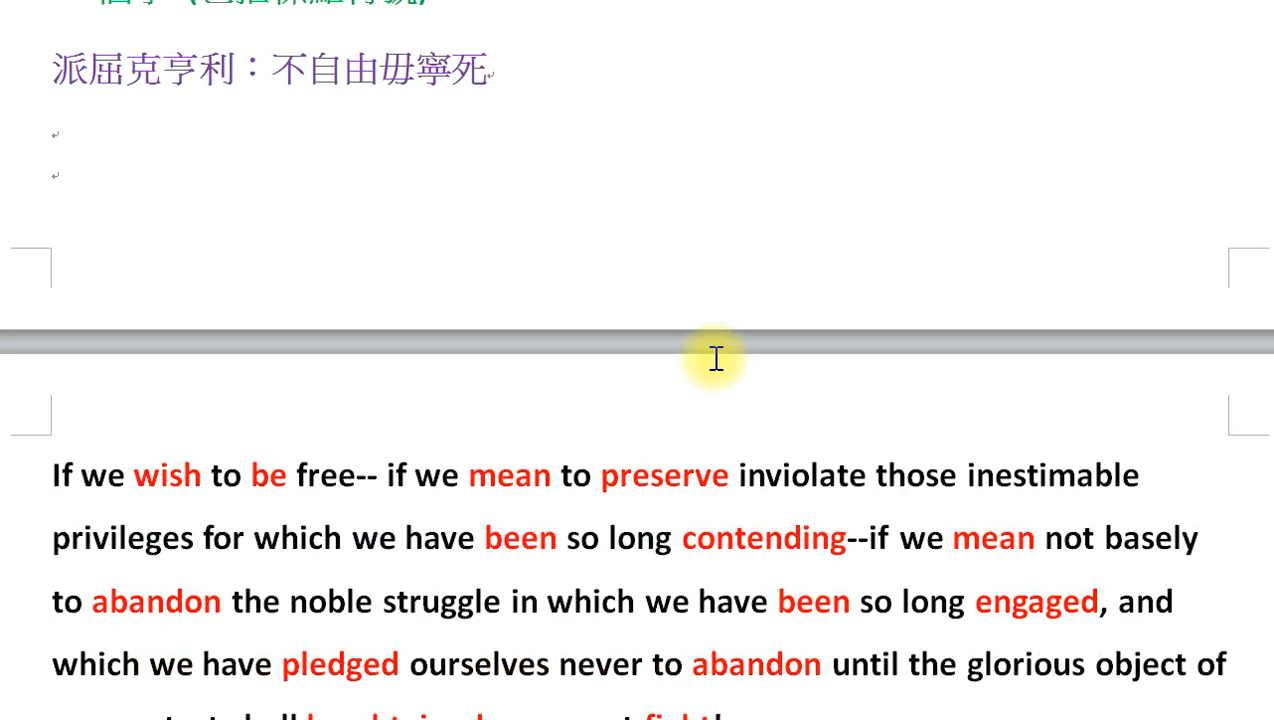 派屈克亨利：不自由毋寧死
If we wish to be free-- if we mean to preserve inviolate those inestimable
privileges for which we have been so long contending--if we mean not basely
to abandon the noble struggle in which we have been so long engaged, and
which we have pledged ourselves never to abandon until the glorious object of